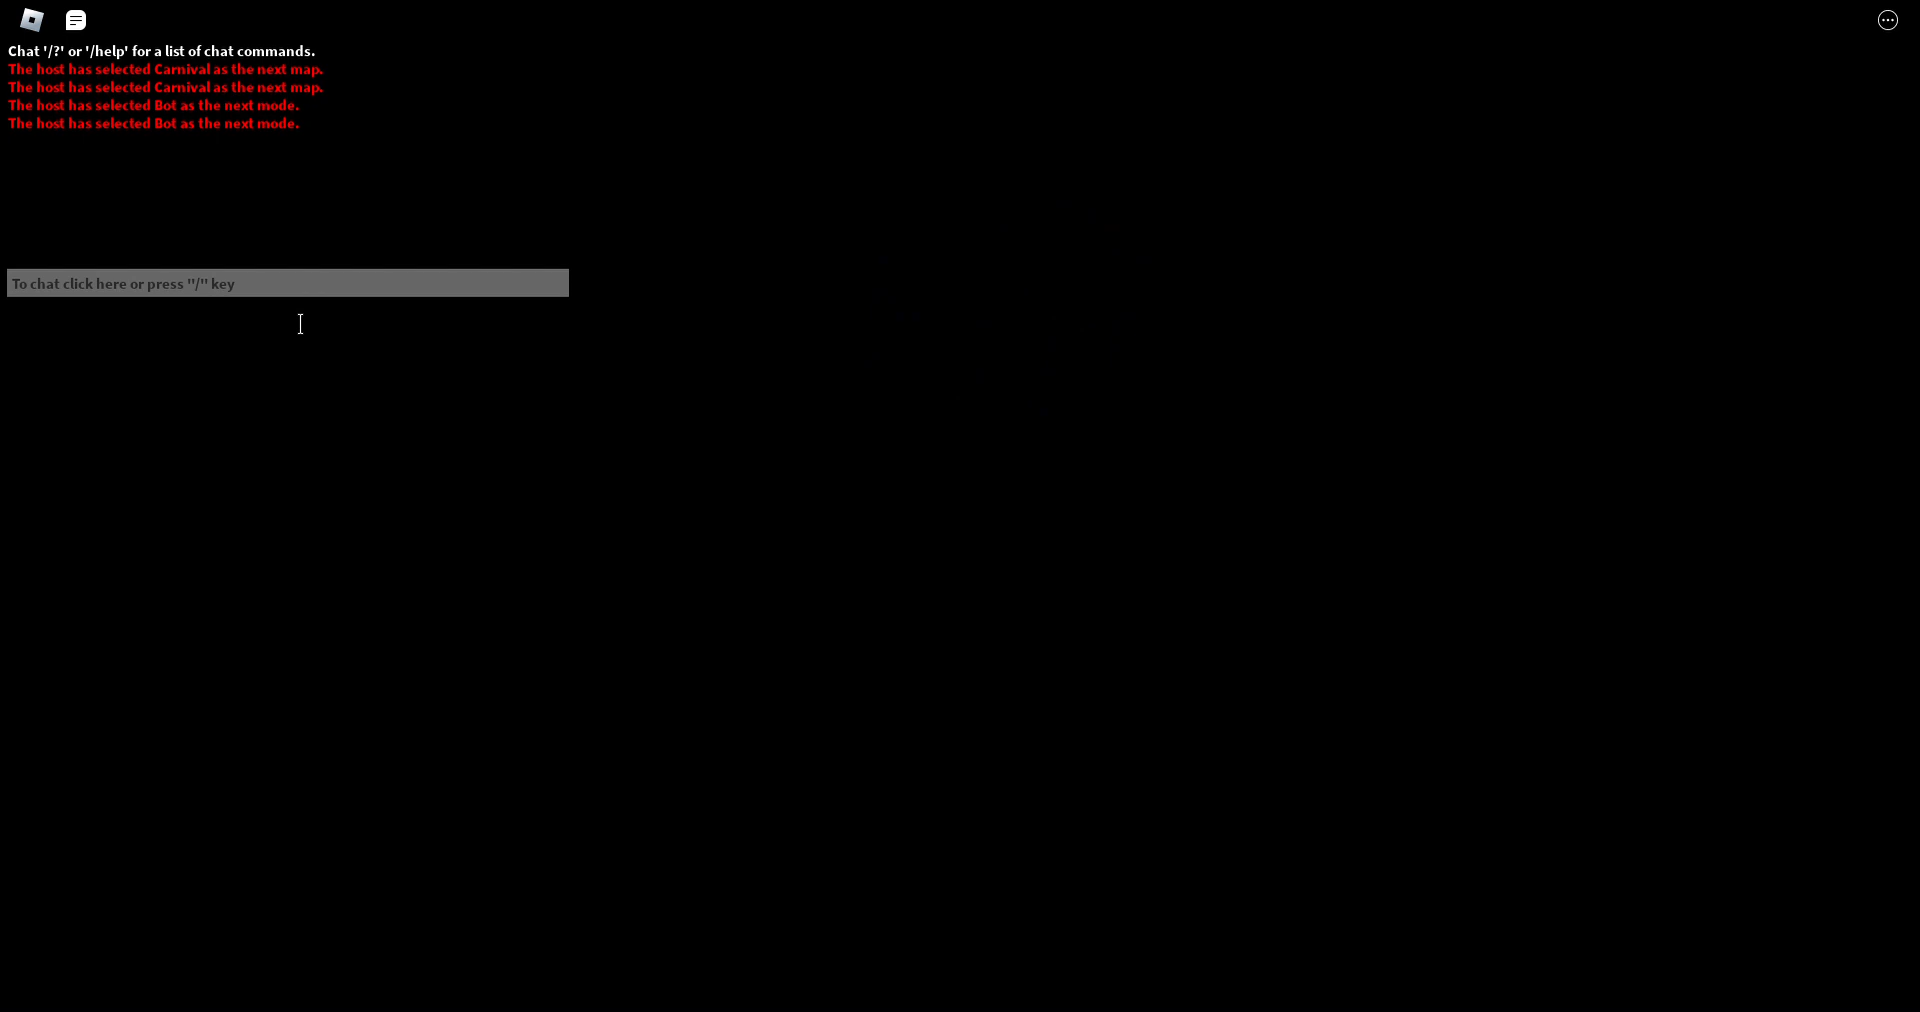 Chat '/?' or '/help' for a list of chat commands.
The host has selected Carnival as the next map.
The host has selected Carnival as the next map.
The host has selected Bot as the next mode.
The host has selected Bot as the next mode.
To chat click here or press "/" key